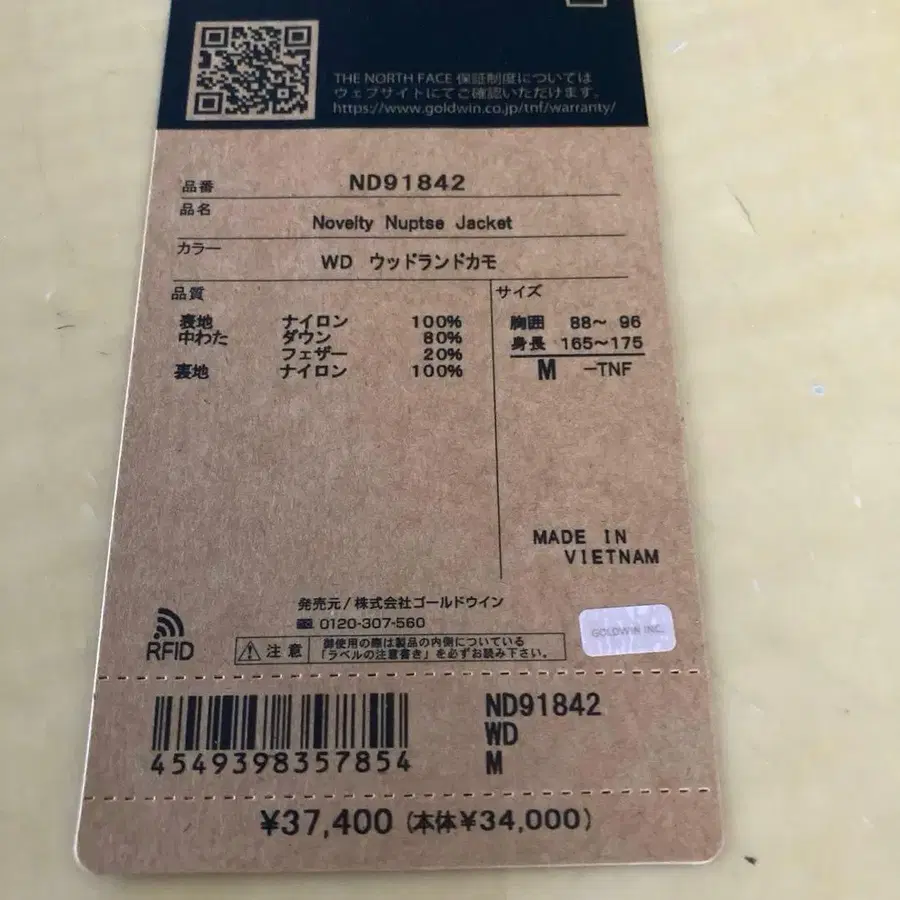 THE NORTH FACE 保証制度については
ウェブサイトにてご確認いただけます。
https://www.goldwin.co.jp/tnf/warranty/
品番 ND91842
品名 Novelty Nuptse Jacket
カラー WD ウッドランドカモ
品質
表地 ナイロン 100%
中わた ダウン 80%
フェザー 20%
裏地 ナイロン 100%
サイズ
胸囲 88～ 96
身長 165～175
M -TNF
MADE IN
VIETNAM
発売元/株式会社ゴールドウイン
0120-307-560
RFID
注意
御使用の際は製品の内側についている
「ラベルの注意書き」を必ずお読み下さい。
GOLDWIN INC.
4549398357854
ND91842
WD
M
¥37,400 (本体¥34,000)